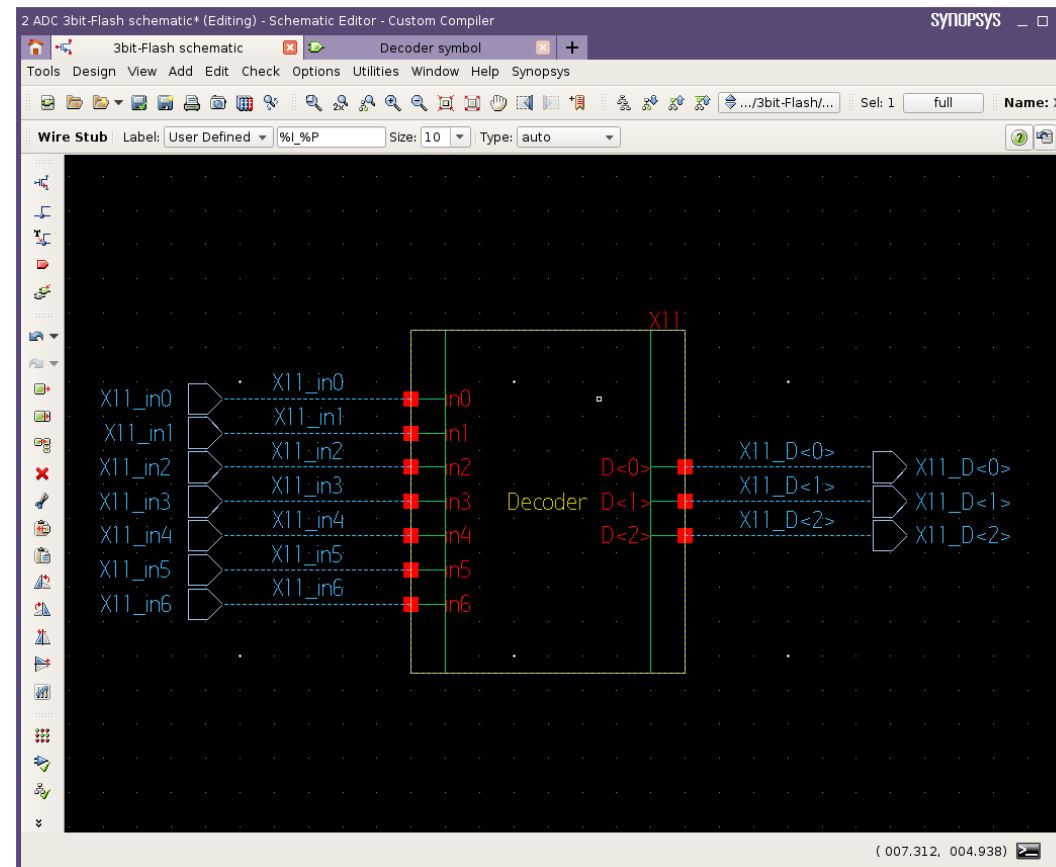 2 ADC 3bit-Flash schematic* (Editing) - Schematic Editor - Custom Compiler
SYNOPSYS
3bit-Flash schematic
Decoder symbol
Tools Design View Add Edit Check Options Utilities Window Help Synopsys
.../3bit-Flash/...
Sel: 1
full
Name:
Wire Stub Label: User Defined %I_%P Size: 10 Type: auto
X11
X11_in0 X11_in0 in0
X11_in1 X11_in1 in1
X11_in2 X11_in2 in2 D<0> X11_D<0> X11_D<0>
X11_in3 X11_in3 in3 Decoder D<1> X11_D<1> X11_D<1>
X11_in4 X11_in4 in4 D<2> X11_D<2> X11_D<2>
X11_in5 X11_in5 in5
X11_in6 X11_in6 in6
( 007.312, 004.938)